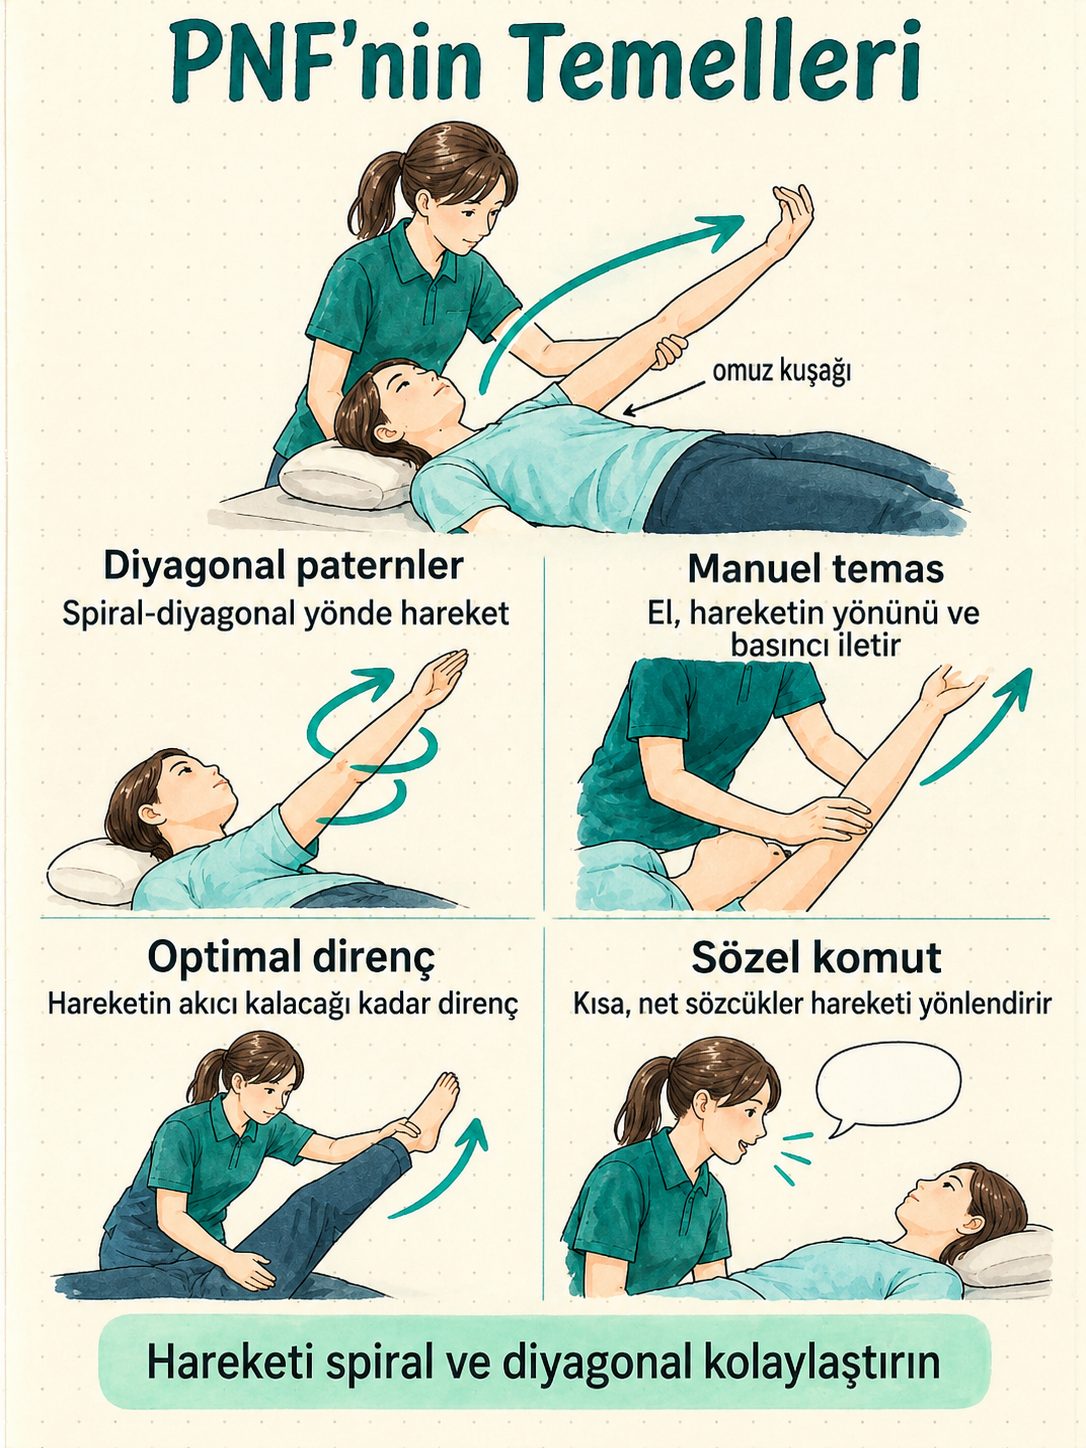 PNF’nin Temelleri
omuz kuşağı
Diyagonal paternler
Spiral-diyagonal yönde hareket
Manuel temas
El, hareketin yönünü ve
basıncı iletir
Optimal direnç
Hareketin akıcı kalacağı kadar direnç
Sözel komut
Kısa, net sözcükler hareketi yönlendirir
Hareketi spiral ve diyagonal kolaylaştırın